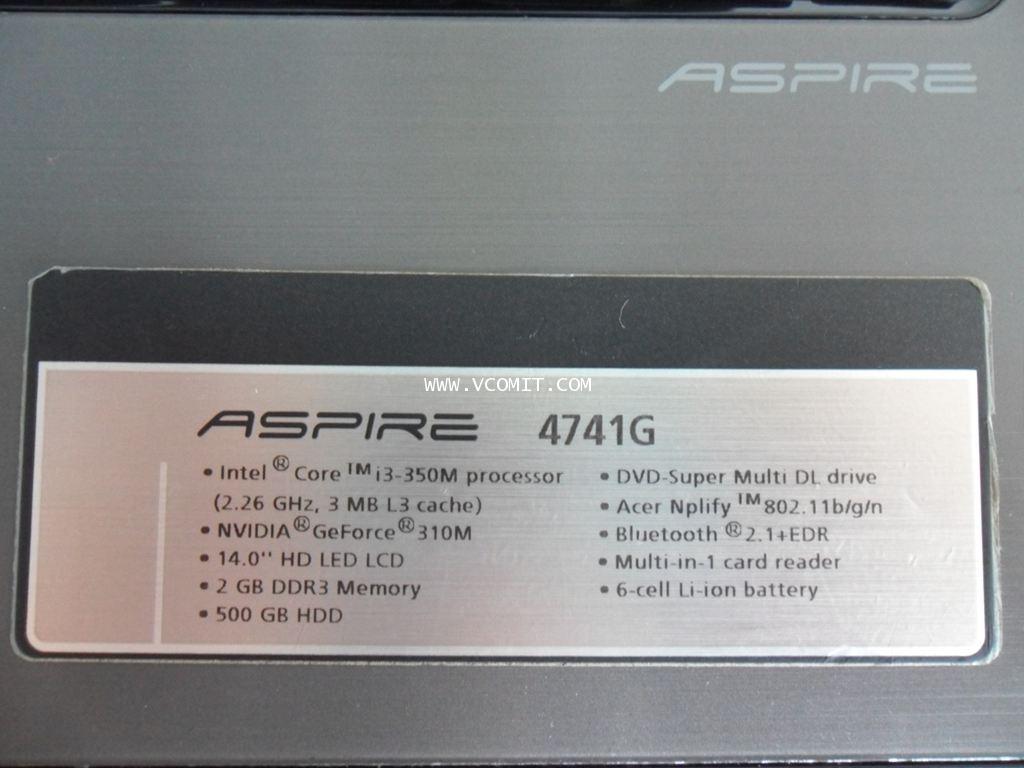 ASPIRE
WWW.VCOMIT.COM
ASPIRE 4741G
• Intel® Core™ i3-350M processor
(2.26 GHz, 3 MB L3 cache)
• NVIDIA® GeForce® 310M
• 14.0'' HD LED LCD
• 2 GB DDR3 Memory
• 500 GB HDD
• DVD-Super Multi DL drive
• Acer Nplify™ 802.11b/g/n
• Bluetooth® 2.1+EDR
• Multi-in-1 card reader
• 6-cell Li-ion battery